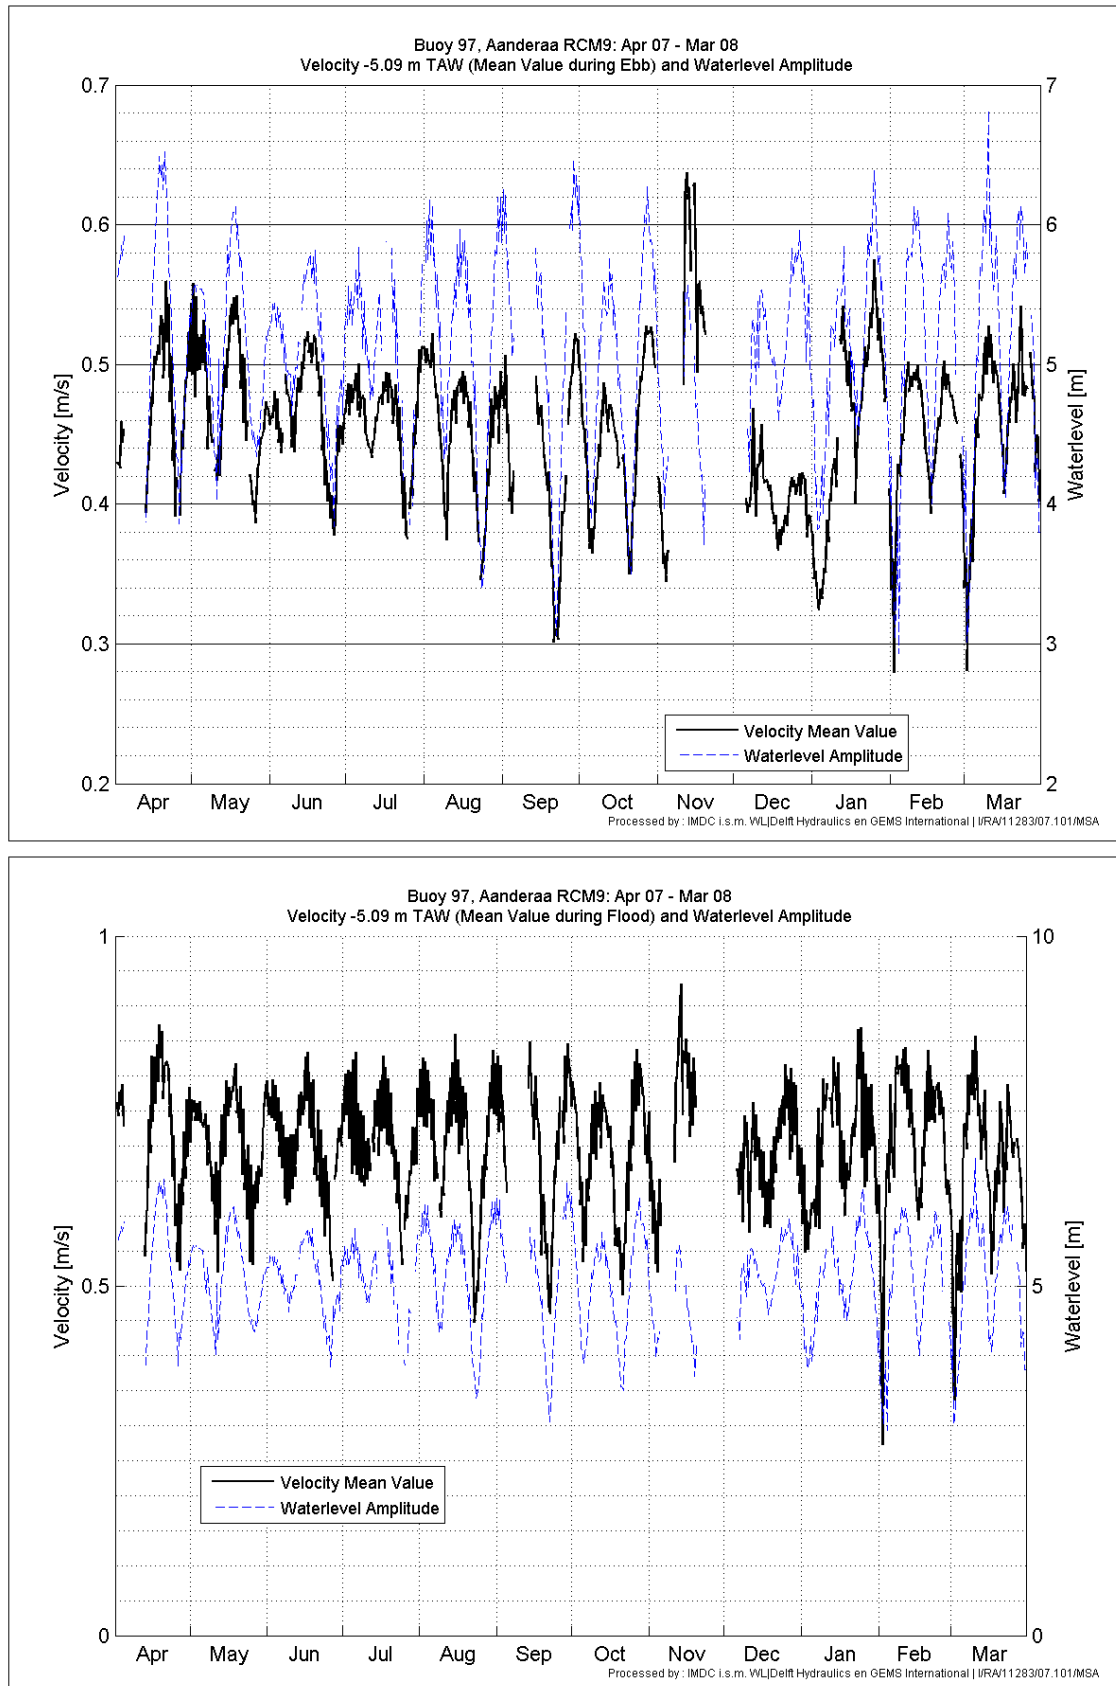 Buoy 97, Aanderaa RCM9: Apr 07 - Mar 08
Velocity -5.09 m TAW (Mean Value during Ebb) and Waterlevel Amplitude
0.7
0.6
0.5
0.4
0.3
0.2
Velocity [m/s]
7
6
5
4
3
2
Waterlevel [m]
Velocity Mean Value
Waterlevel Amplitude
Apr May Jun Jul Aug Sep Oct Nov Dec Jan Feb Mar
Processed by : IMDC i.s.m. WL|Delft Hydraulics en GEMS International | I/RA/11283/07.101/MSA
Buoy 97, Aanderaa RCM9: Apr 07 - Mar 08
Velocity -5.09 m TAW (Mean Value during Flood) and Waterlevel Amplitude
1
0.5
0
Velocity [m/s]
10
5
0
Waterlevel [m]
Velocity Mean Value
Waterlevel Amplitude
Apr May Jun Jul Aug Sep Oct Nov Dec Jan Feb Mar
Processed by : IMDC i.s.m. WL|Delft Hydraulics en GEMS International | I/RA/11283/07.101/MSA